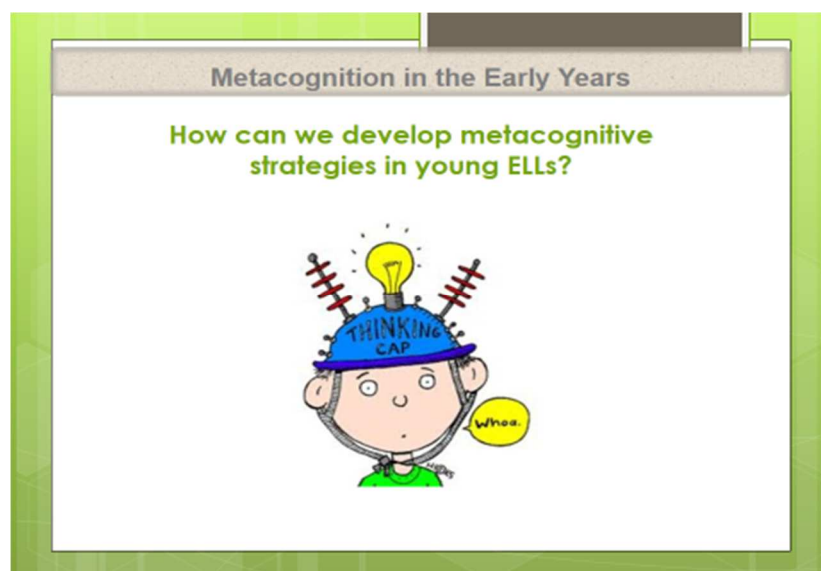 Metacognition in the Early Years
How can we develop metacognitive
strategies in young ELLs?
THINKING
CAP
Whoa.